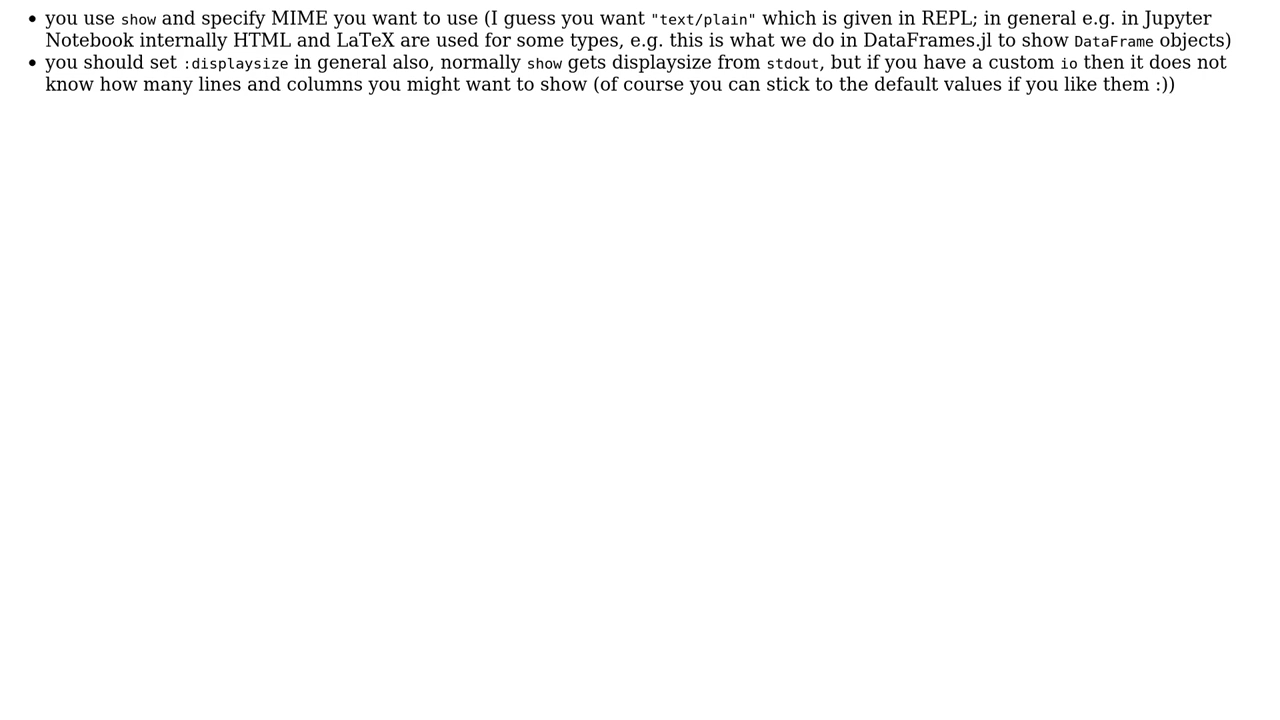 • you use show and specify MIME you want to use (I guess you want "text/plain" which is given in REPL; in general e.g. in Jupyter
Notebook internally HTML and LaTeX are used for some types, e.g. this is what we do in DataFrames.jl to show DataFrame objects)
• you should set :displaysize in general also, normally show gets displaysize from stdout, but if you have a custom io then it does not
know how many lines and columns you might want to show (of course you can stick to the default values if you like them :))